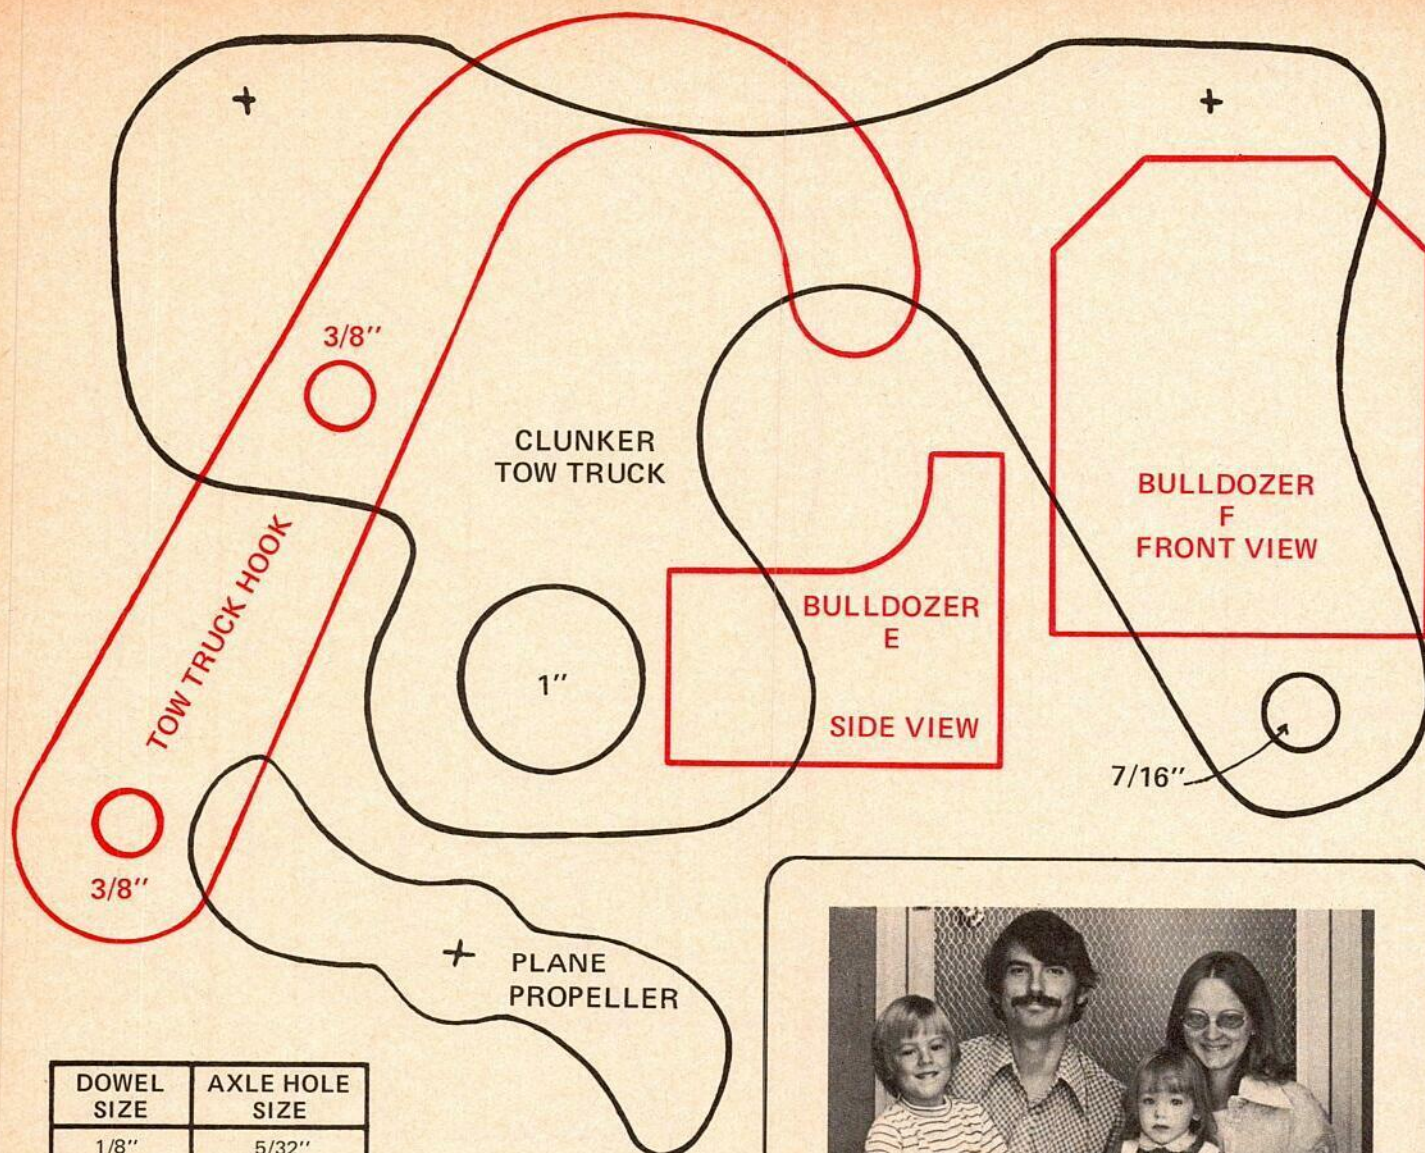 3/8"
CLUNKER
TOW TRUCK
BULLDOZER
F
FRONT VIEW
TOW TRUCK HOOK
BULLDOZER
E
1"
SIDE VIEW
7/16"
3/8"
PLANE
PROPELLER
DOWEL SIZE
AXLE HOLE SIZE
1/8"
5/32"